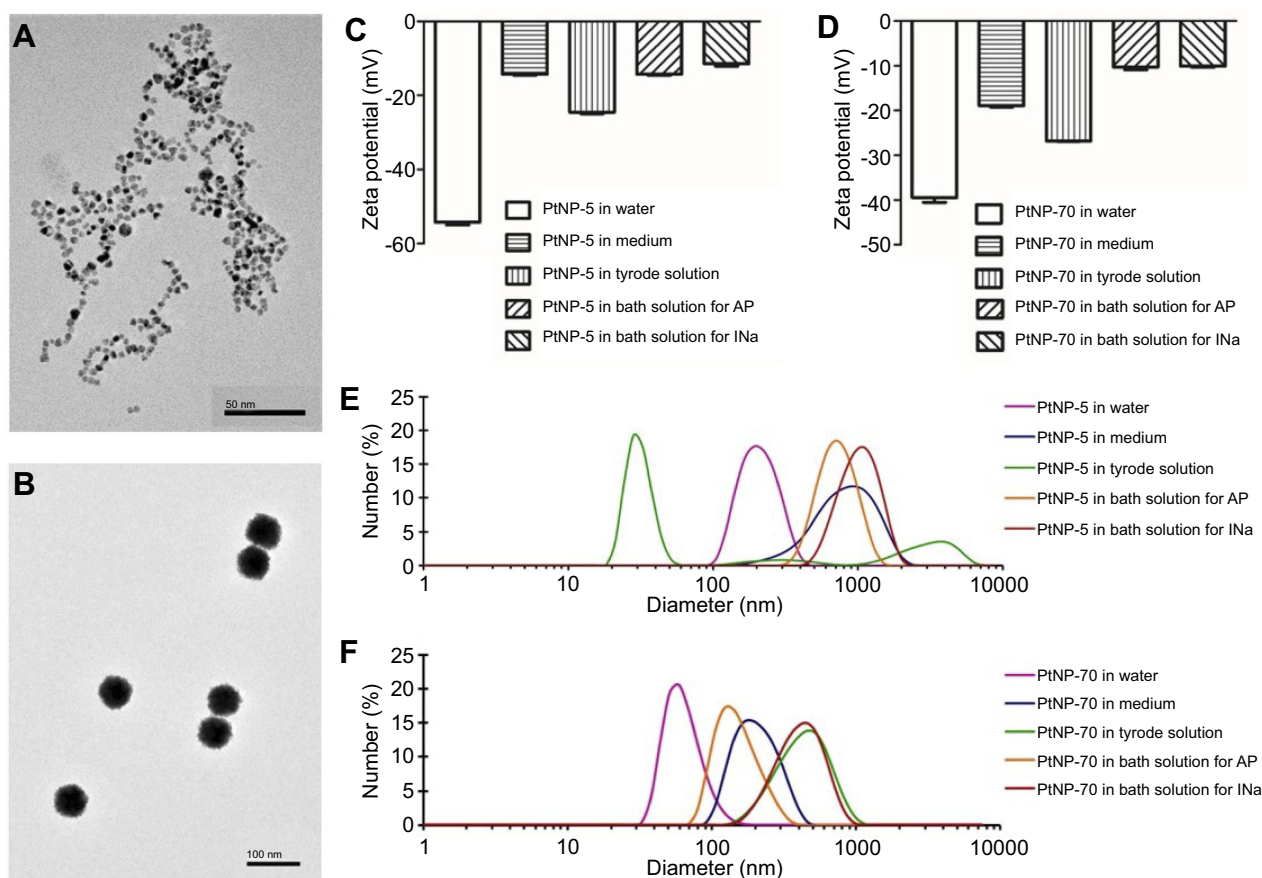 A
50 nm
B
100 nm
C
Zeta potential (mV)
0
-20
-40
-60
PtNP-5 in water
PtNP-5 in medium
PtNP-5 in tyrode solution
PtNP-5 in bath solution for AP
PtNP-5 in bath solution for INa
D
Zeta potential (mV)
0
-10
-20
-30
-40
-50
PtNP-70 in water
PtNP-70 in medium
PtNP-70 in tyrode solution
PtNP-70 in bath solution for AP
PtNP-70 in bath solution for INa
E
Number (%)
25
20
15
10
5
0
1 10 100 1000 10000
Diameter (nm)
PtNP-5 in water
PtNP-5 in medium
PtNP-5 in tyrode solution
PtNP-5 in bath solution for AP
PtNP-5 in bath solution for INa
F
Number (%)
25
20
15
10
5
0
1 10 100 1000 10000
Diameter (nm)
PtNP-70 in water
PtNP-70 in medium
PtNP-70 in tyrode solution
PtNP-70 in bath solution for AP
PtNP-70 in bath solution for INa